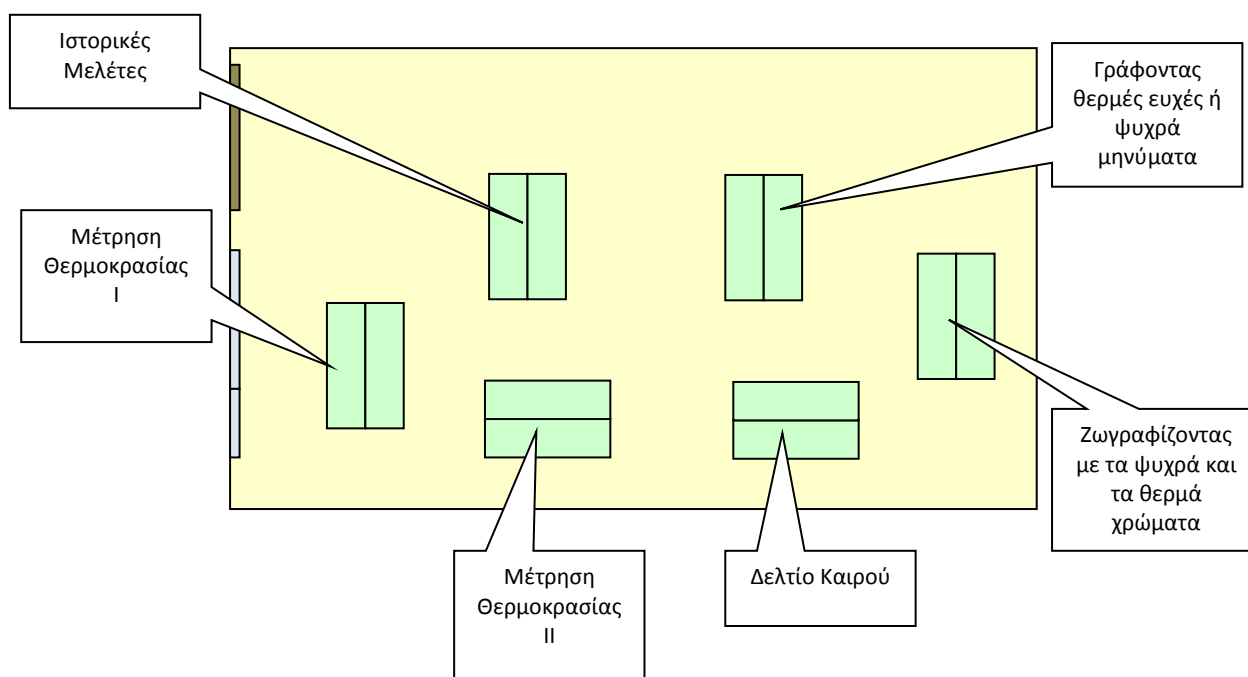 Ιστορικές
Μελέτες
Γράφοντας
θερμές ευχές ή
ψυχρά
μηνύματα
Μέτρηση
Θερμοκρασίας
Ι
Ζωγραφίζοντας
με τα ψυχρά και
τα θερμά
χρώματα
Μέτρηση
Θερμοκρασίας
ΙΙ
Δελτίο Καιρού